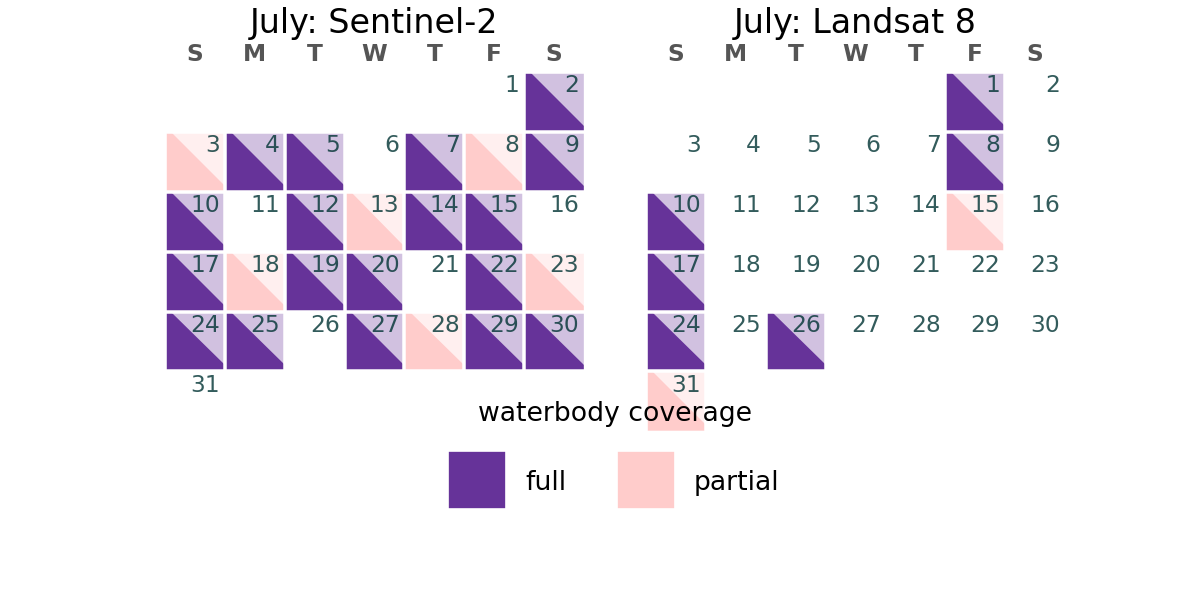 July: Sentinel-2
S M T W T F S
1 2
3 4 5 6 7 8 9
10 11 12 13 14 15 16
17 18 19 20 21 22 23
24 25 26 27 28 29 30
31
July: Landsat 8
S M T W T F S
1 2
3 4 5 6 7 8 9
10 11 12 13 14 15 16
17 18 19 20 21 22 23
24 25 26 27 28 29 30
31
waterbody coverage
full partial